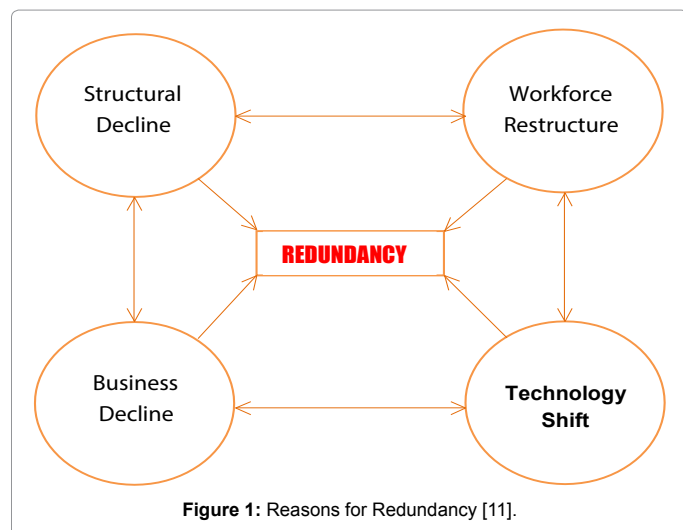 Structural
Decline
Workforce
Restructure
REDUNDANCY
Business
Decline
Technology
Shift
Figure 1: Reasons for Redundancy [11].